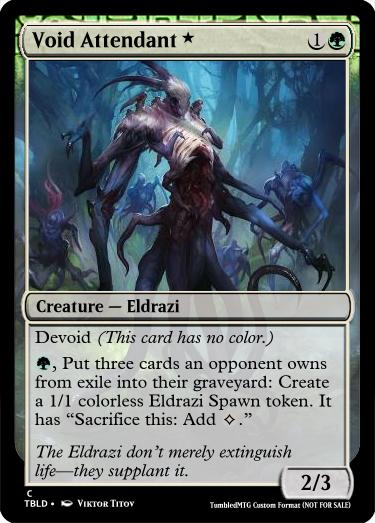 Void Attendant ★ 1
Creature — Eldrazi
Devoid (This card has no color.)
, Put three cards an opponent owns
from exile into their graveyard: Create
a 1/1 colorless Eldrazi Spawn token. It
has “Sacrifice this: Add .”
The Eldrazi don’t merely extinguish
life—they supplant it.
2/3
C
TBLD • Viktor Titov
TumbledMTG Custom Format (NOT FOR SALE)